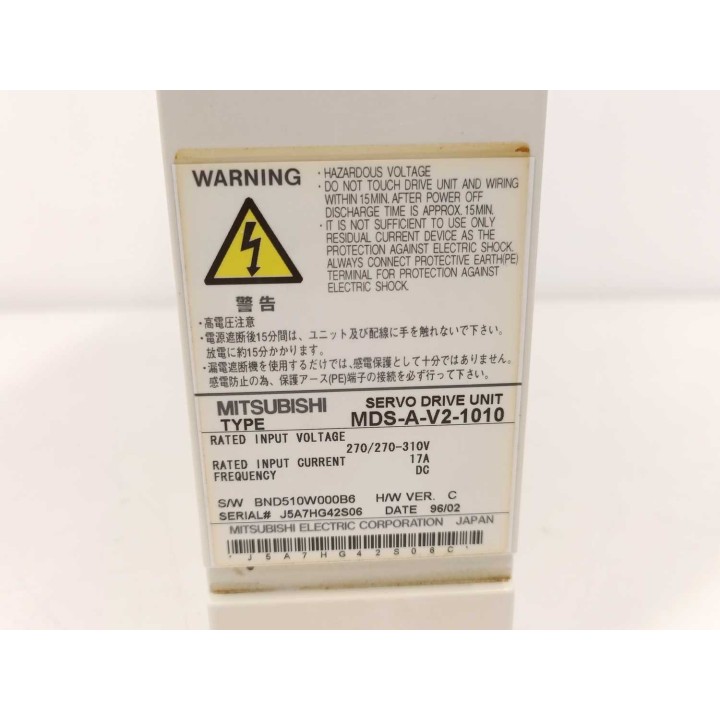 WARNING
・HAZARDOUS VOLTAGE
・DO NOT TOUCH DRIVE UNIT AND WIRING
WITHIN 15MIN. AFTER POWER OFF
DISCHARGE TIME IS APPROX. 15MIN.
・IT IS NOT SUFFICIENT TO USE ONLY
RESIDUAL CURRENT DEVICE AS THE
PROTECTION AGAINST ELECTRIC SHOCK.
ALWAYS CONNECT PROTECTIVE EARTH(PE)
TERMINAL FOR PROTECTION AGAINST
ELECTRIC SHOCK.
警告
・高電圧注意
・電源遮断後15分間は、ユニット及び配線に手を触れないで下さい。
放電に約15分かかります。
・漏電遮断機を使用するだけでは、感電保護として十分ではありません。
感電防止の為、保護アース(PE)端子の接続を必ず行って下さい。
MITSUBISHI SERVO DRIVE UNIT
TYPE MDS-A-V2-1010
RATED INPUT VOLTAGE
270/270-310V
RATED INPUT CURRENT 17A
FREQUENCY DC
S/W BND510W000B6 H/W VER. C
SERIAL# J5A7HG42S06 DATE 96/02
MITSUBISHI ELECTRIC CORPORATION JAPAN
* J 5 A 7 H G 4 2 S 0 6 C *